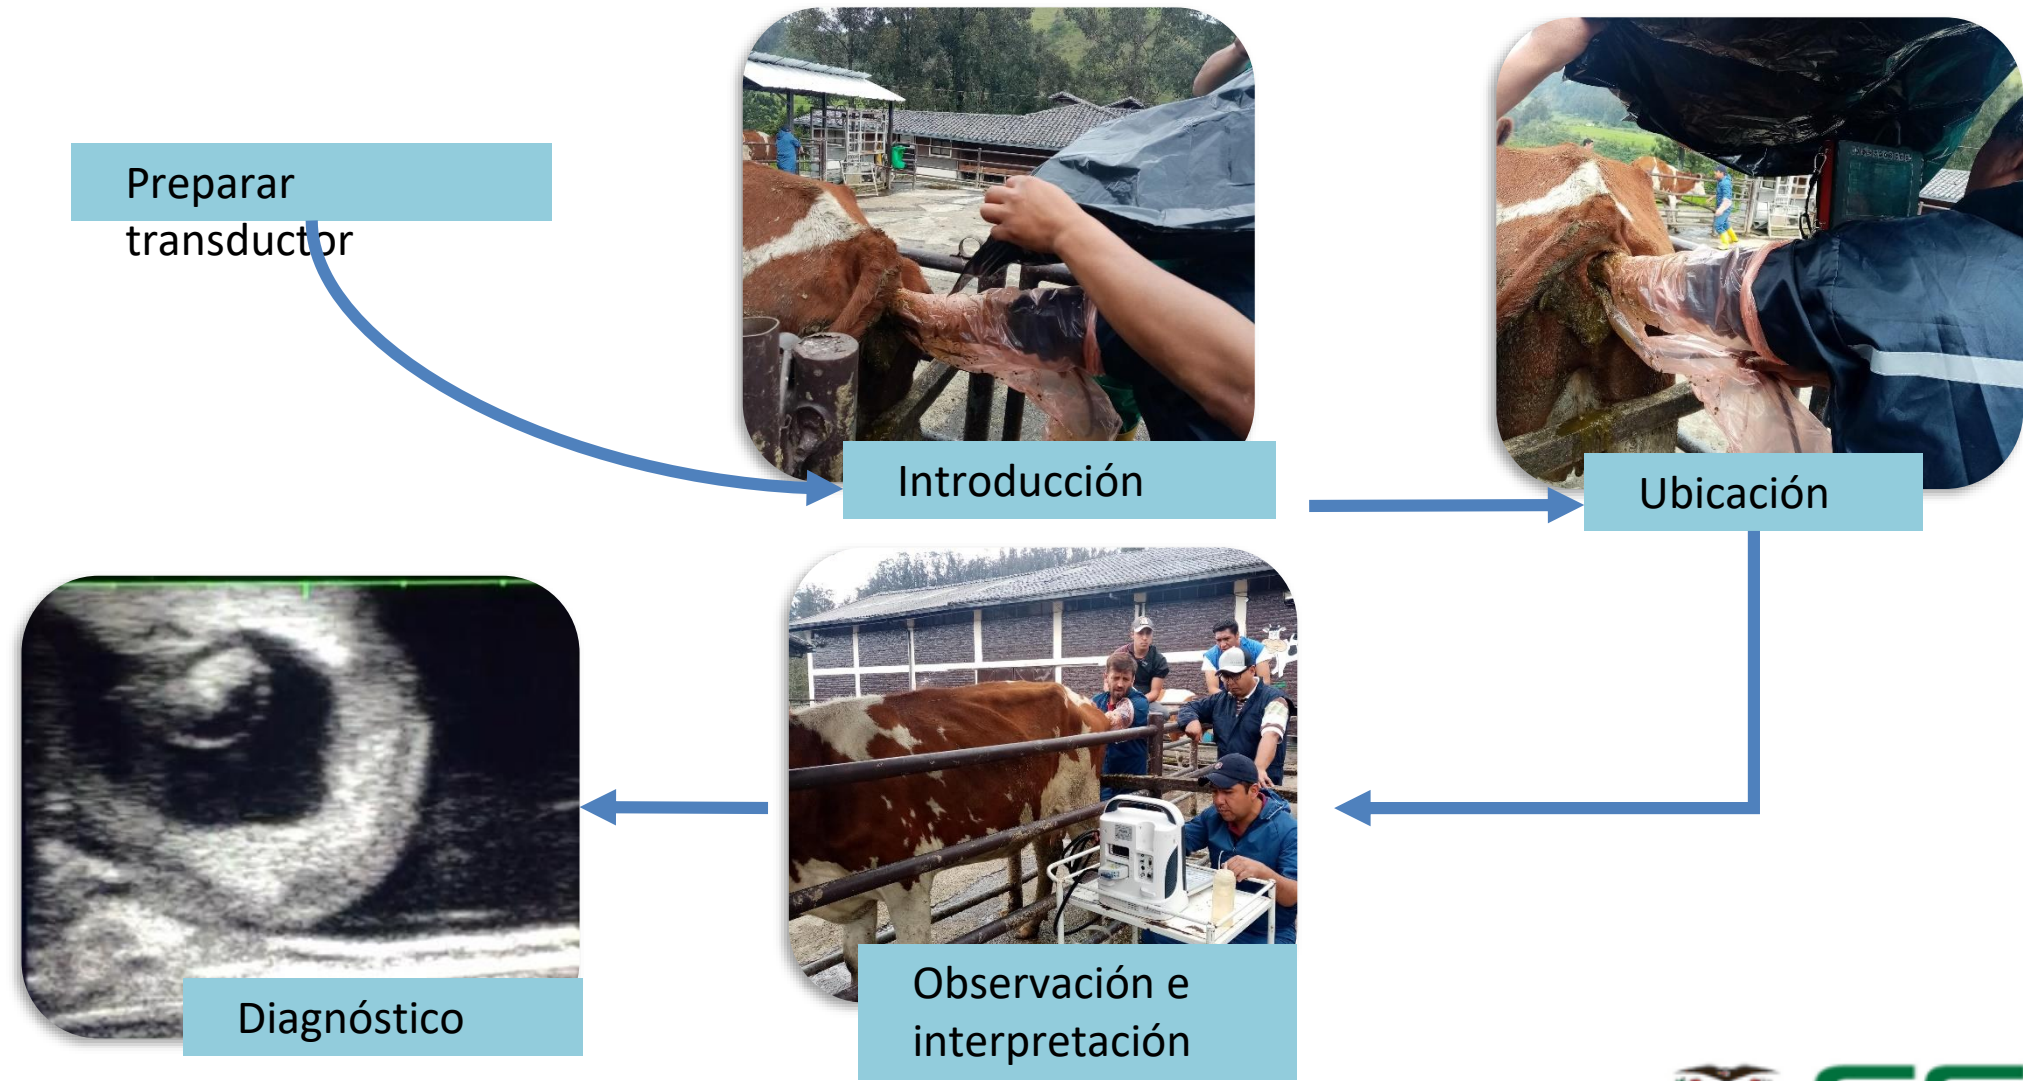 Preparar
transductor
Introducción
Ubicación
Observación e
interpretación
Diagnóstico